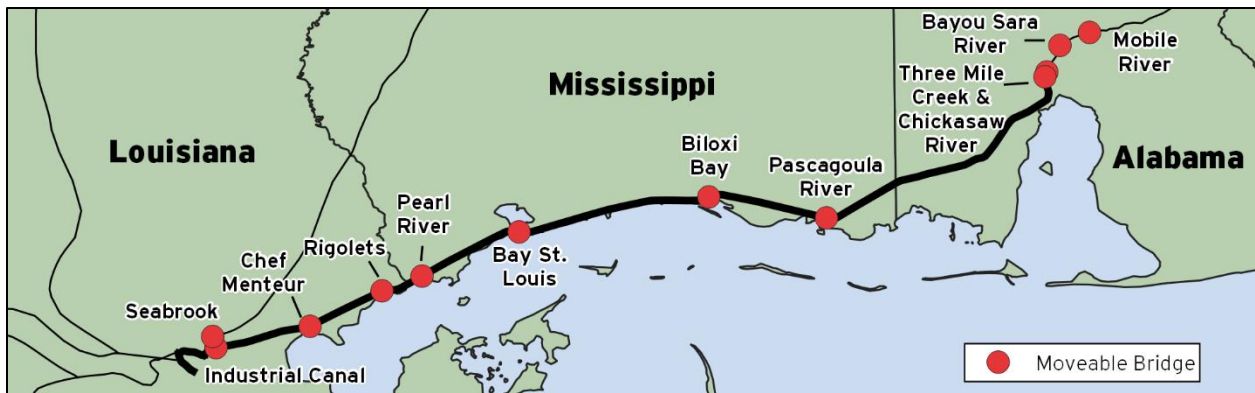 Bayou Sara
River
Mobile
River
Three Mile
Creek &
Chickasaw
River
Mississippi
Louisiana
Alabama
Biloxi
Bay
Pascagoula
River
Pearl
River
Rigolets
Chef
Menteur
Bay St.
Louis
Seabrook
Industrial Canal
Moveable Bridge